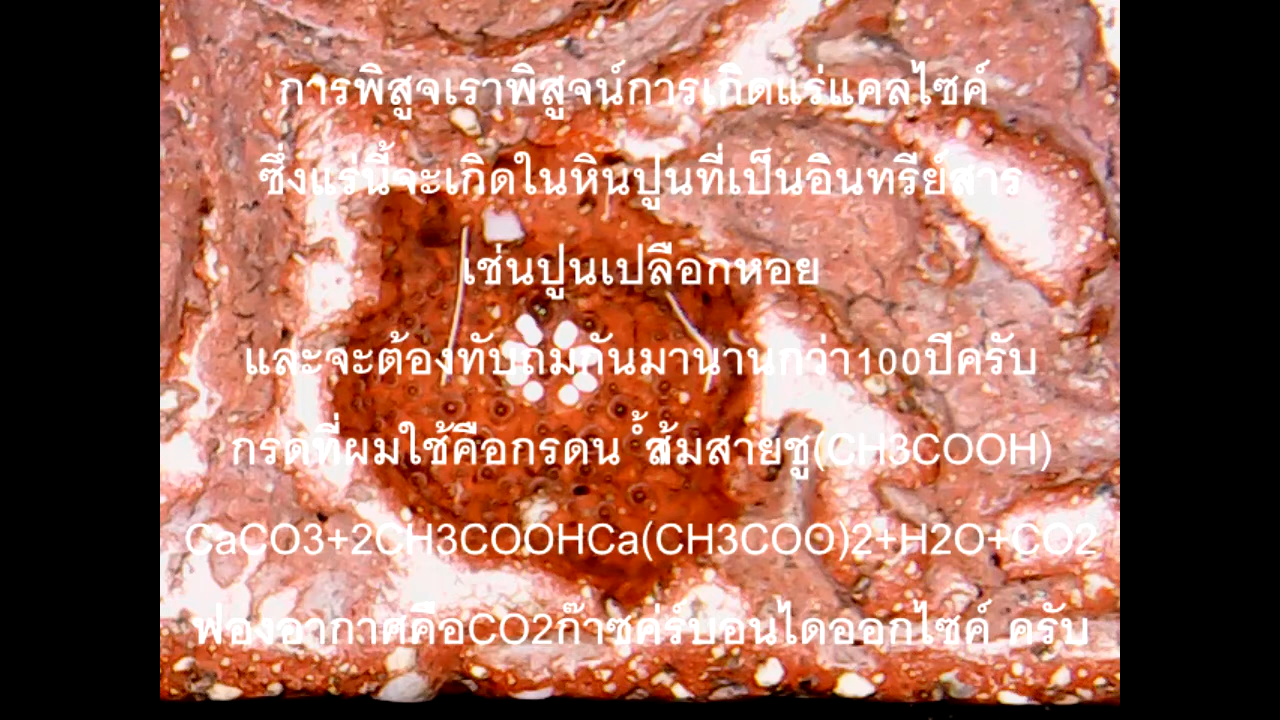 การพิสูจเราพิสูจน์การเกิดแร่แคลไซค์
ซึ่งแร่นี้จะเกิดในหินปูนที่เป็นอินทรีย์สาร
เช่นปูนเปลือกหอย
และจะต้องทับถมกันมานานกว่า100ปีครับ
กรดที่ผมใช้คือกรดน ้ำส้มสายชู(CH3COOH)
CaCO3+2CH3COOHCa(CH3COO)2+H2O+CO2
ฟองอากาศคือCO2ก๊าซค่ร์บอนไดออกไซค์ ครับ